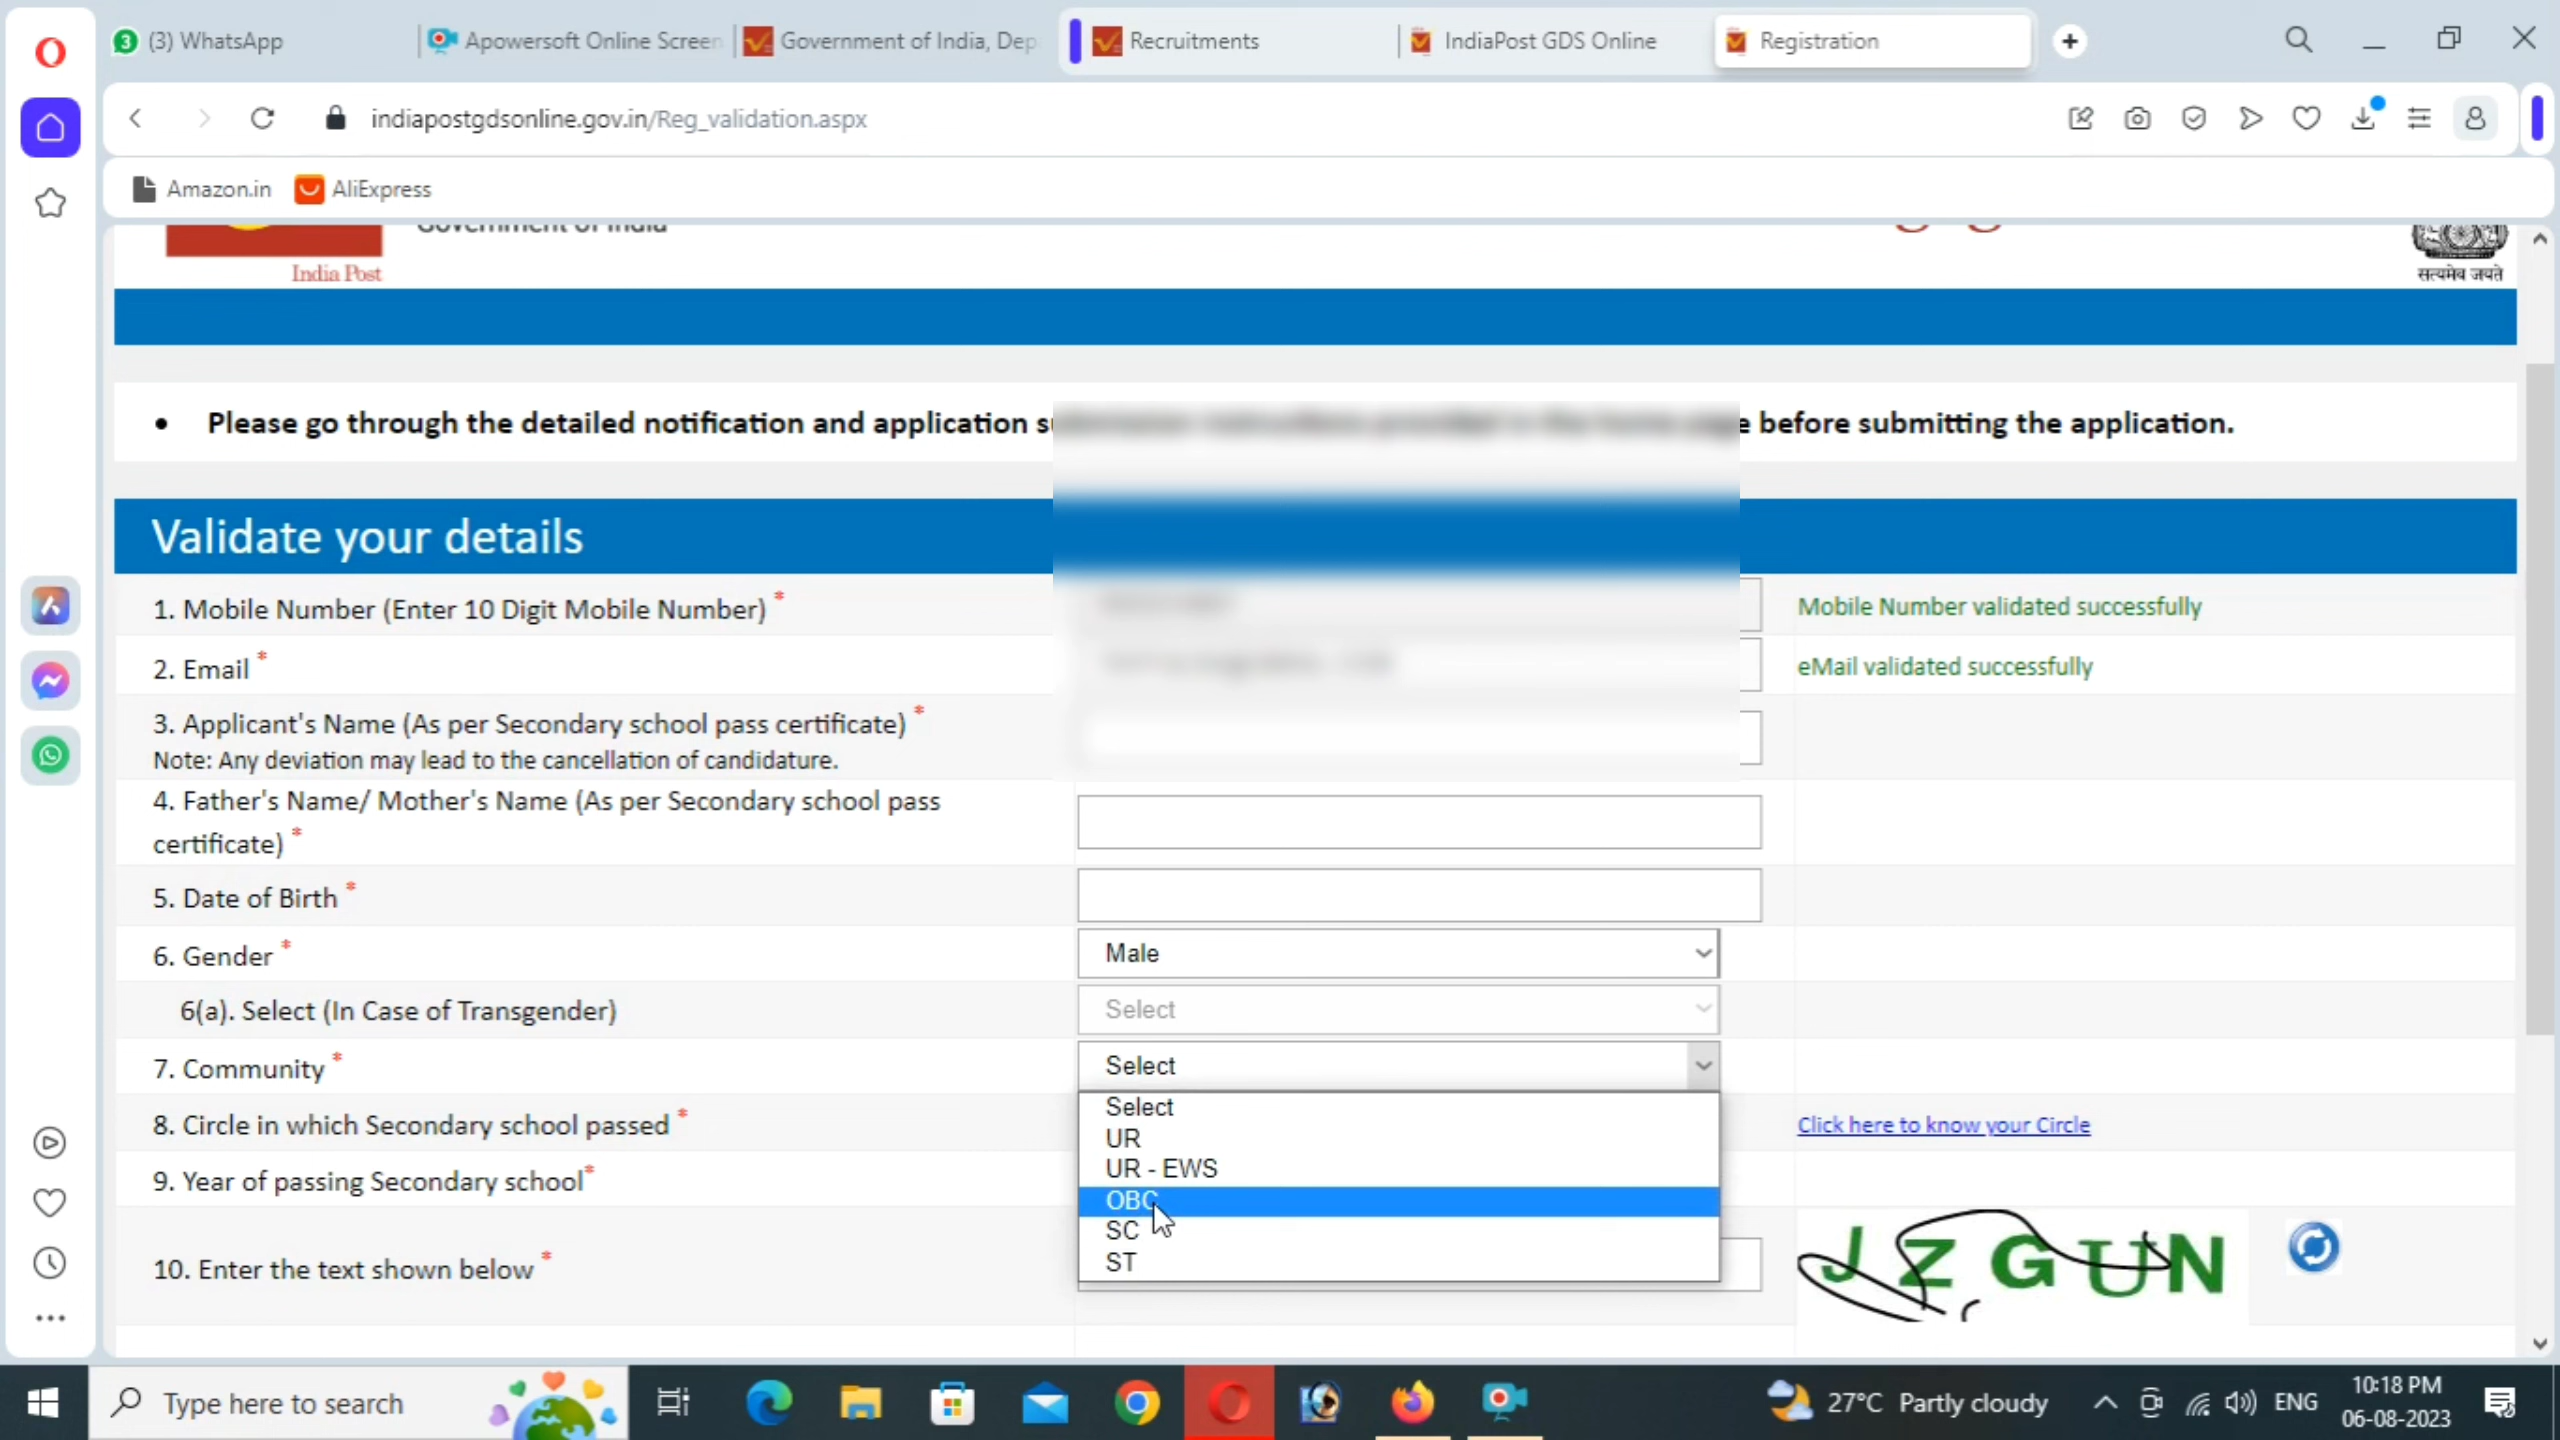 (3) WhatsApp
Apowersoft Online Screen
Government of India, Dep
Recruitments
IndiaPost GDS Online
Registration
indiapostgdsonline.gov.in/Reg_validation.aspx
Amazon.in
AliExpress
Government of India
India Post
सत्यमेव जयते
• Please go through the detailed notification and application before submitting the application.
Validate your details
1. Mobile Number (Enter 10 Digit Mobile Number) *
Mobile Number validated successfully
2. Email *
eMail validated successfully
3. Applicant's Name (As per Secondary school pass certificate) *
Note: Any deviation may lead to the cancellation of candidature.
4. Father's Name/ Mother's Name (As per Secondary school pass
certificate) *
5. Date of Birth *
6. Gender *
Male
6(a). Select (In Case of Transgender)
Select
7. Community *
Select
Select
UR
UR - EWS
OBC
SC
ST
8. Circle in which Secondary school passed *
Click here to know your Circle
9. Year of passing Secondary school*
10. Enter the text shown below *
JZGUN
Type here to search
27°C Partly cloudy
ENG
10:18 PM
06-08-2023